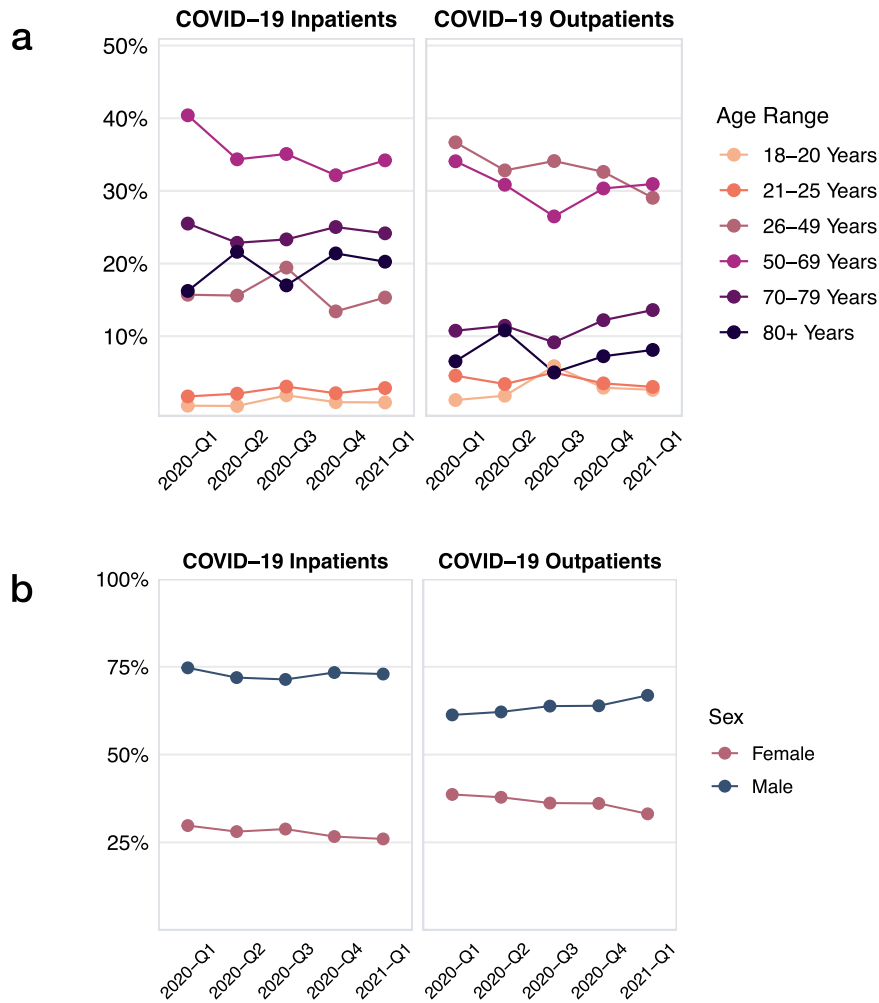 a
COVID–19 Inpatients
COVID–19 Outpatients
50%
40%
30%
20%
10%
2020–Q1
2020–Q2
2020–Q3
2020–Q4
2021–Q1
2020–Q1
2020–Q2
2020–Q3
2020–Q4
2021–Q1
Age Range
18–20 Years
21–25 Years
26–49 Years
50–69 Years
70–79 Years
80+ Years
b
COVID–19 Inpatients
COVID–19 Outpatients
100%
75%
50%
25%
2020–Q1
2020–Q2
2020–Q3
2020–Q4
2021–Q1
2020–Q1
2020–Q2
2020–Q3
2020–Q4
2021–Q1
Sex
Female
Male